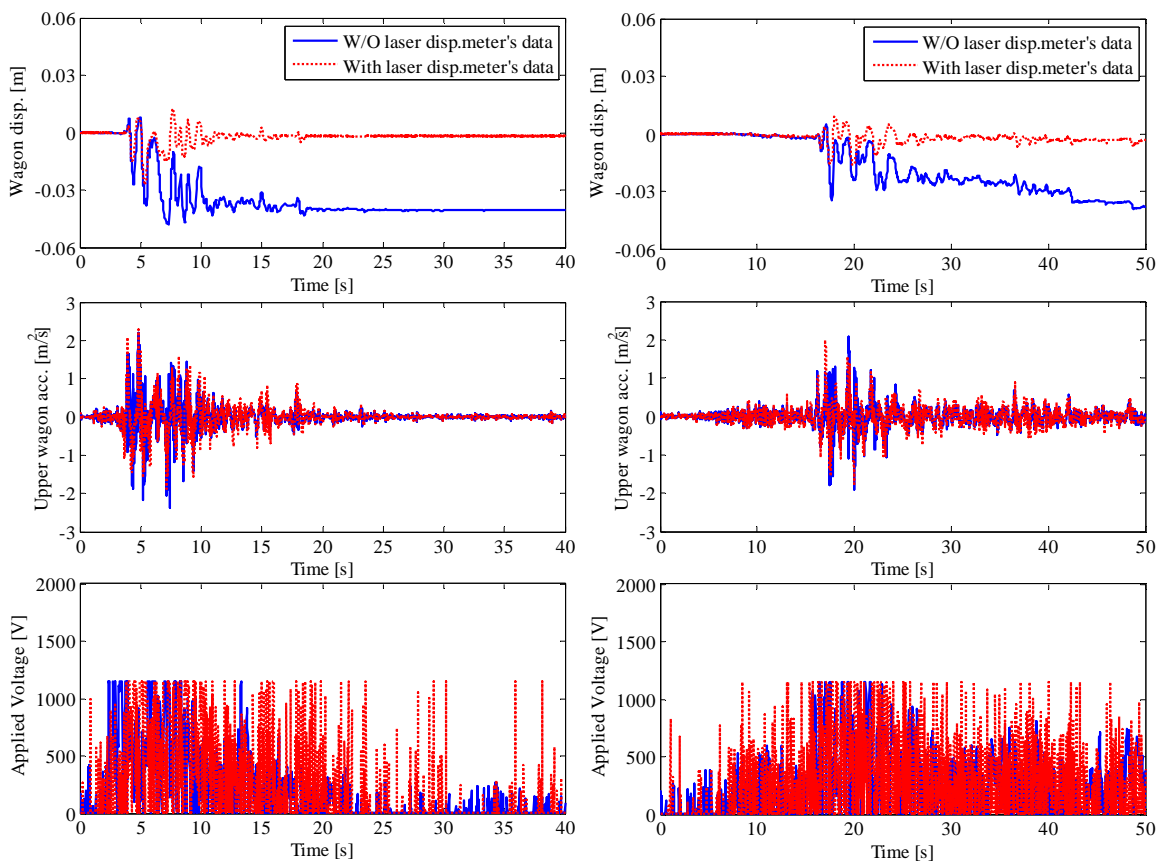 0.06
0.03
0
-0.03
-0.06
Wagon disp. [m]
W/O laser disp.meter's data
With laser disp.meter's data
0 5 10 15 20 25 30 35 40
Time [s]
0.06
0.03
0
-0.03
-0.06
Wagon disp. [m]
W/O laser disp.meter's data
With laser disp.meter's data
0 10 20 30 40 50
Time [s]
3
2
1
0
-1
-2
-3
Upper wagon acc. [m/s²]
0 5 10 15 20 25 30 35 40
Time [s]
3
2
1
0
-1
-2
-3
Upper wagon acc. [m/s²]
0 10 20 30 40 50
Time [s]
2000
1500
1000
500
0
Applied Voltage [V]
0 5 10 15 20 25 30 35 40
Time [s]
2000
1500
1000
500
0
Applied Voltage [V]
0 10 20 30 40 50
Time [s]